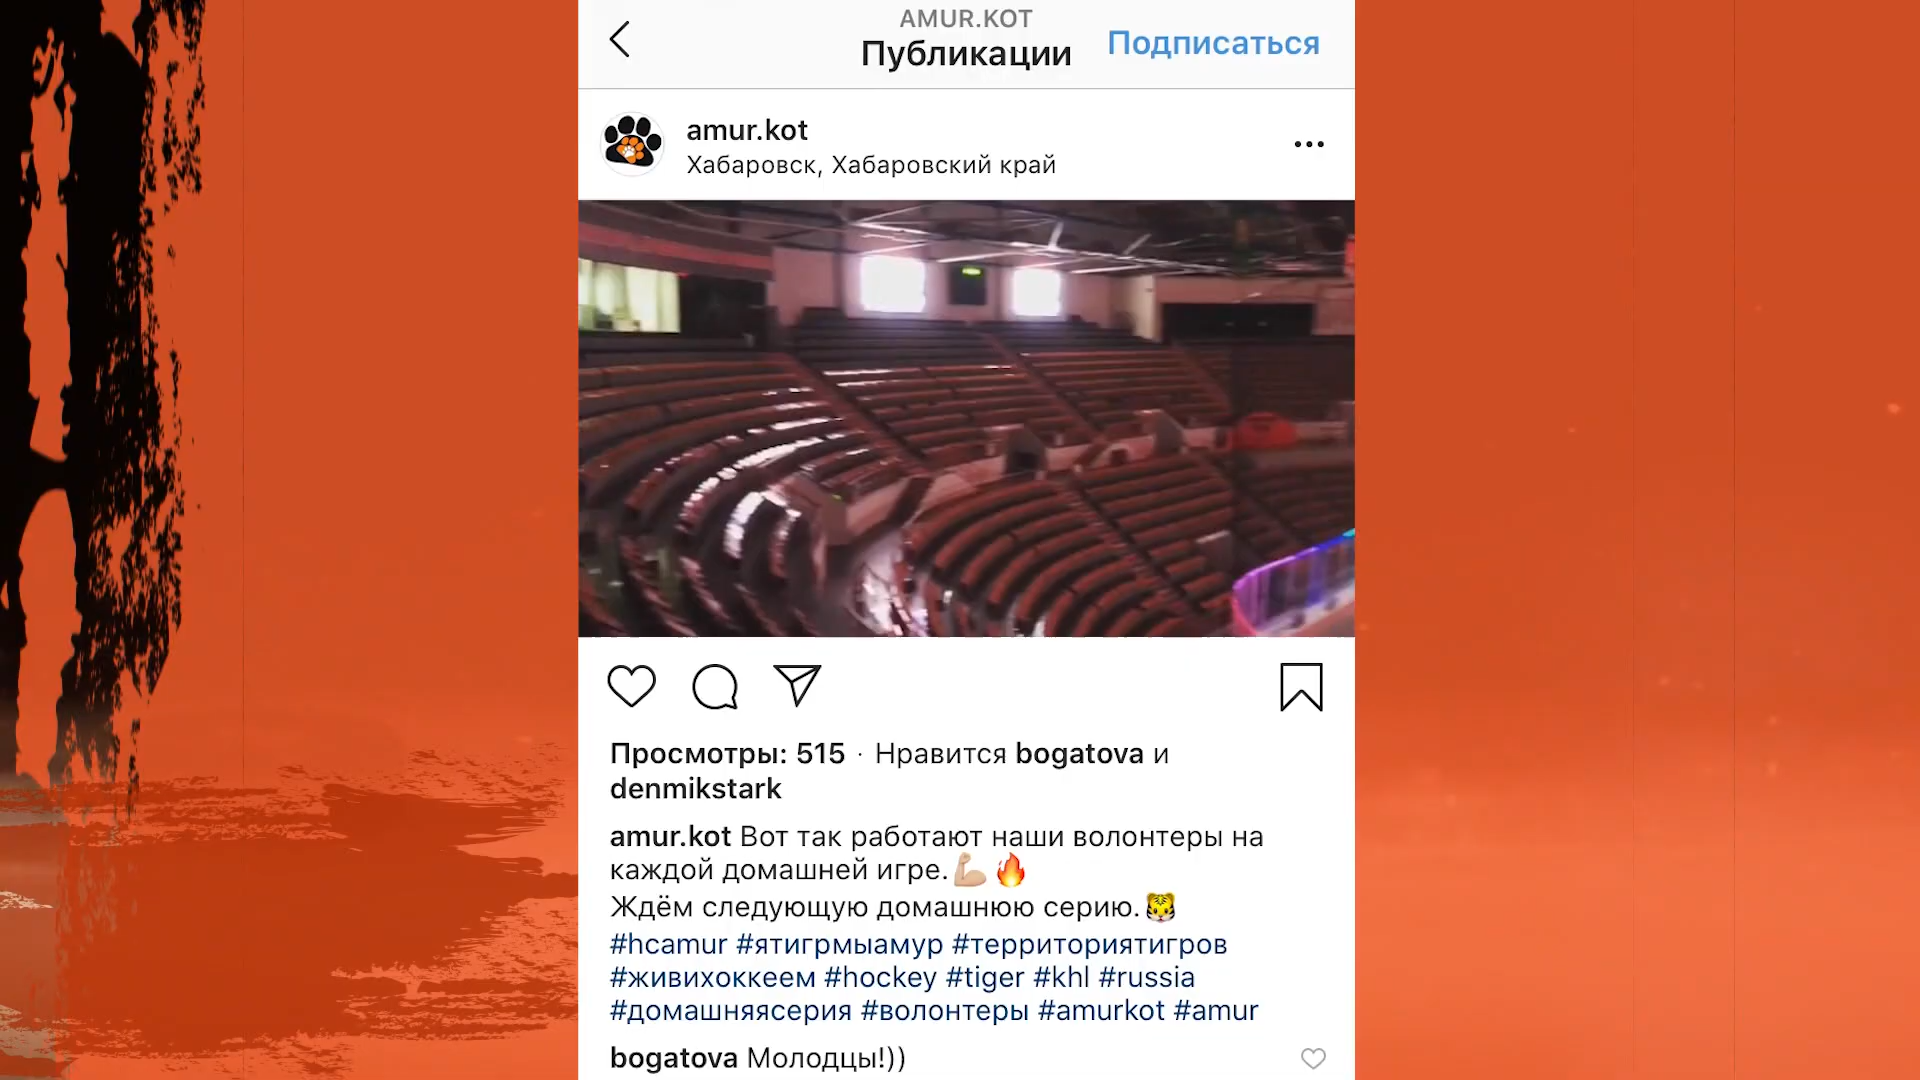 AMUR.KOT
Публикации
Подписаться
amur.kot
Хабаровск, Хабаровский край
Просмотры: 515 · Нравится bogatova и
denmikstark
amur.kot Вот так работают наши волонтеры на
каждой домашней игре.💪🏼🔥
Ждём следующую домашнюю серию.🐯
#hcamur #ятигрмыамур #территориятигров
#живихоккеем #hockey #tiger #khl #russia
#домашняясерия #волонтеры #amurkot #amur
bogatova Молодцы!))